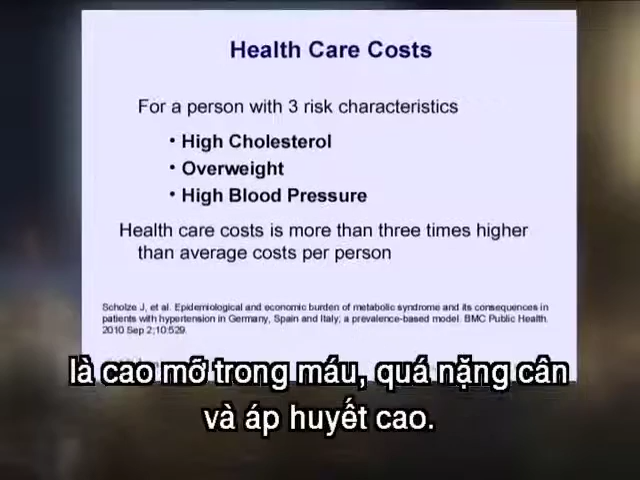 Health Care Costs
For a person with 3 risk characteristics
• High Cholesterol
• Overweight
• High Blood Pressure
Health care costs is more than three times higher
than average costs per person
Scholze J, et al. Epidemiological and economic burden of metabolic syndrome and its consequences in
patients with hypertension in Germany, Spain and Italy; a prevalence-based model. BMC Public Health.
2010 Sep 2;10:529.
là cao mỡ trong máu, quá nặng cân
và áp huyết cao.